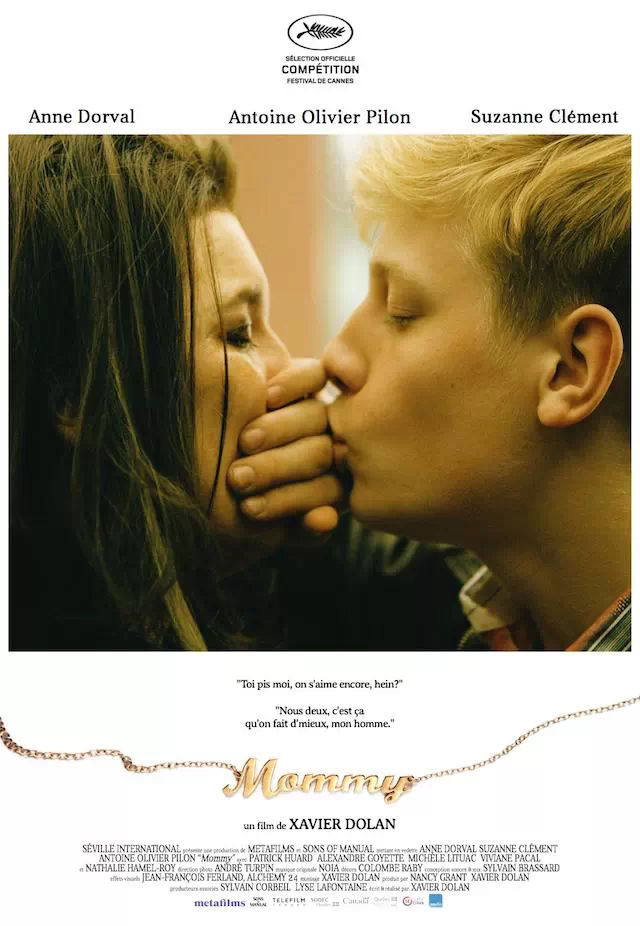 SÉLECTION OFFICIELLE
COMPÉTITION
FESTIVAL DE CANNES
Anne Dorval Antoine Olivier Pilon Suzanne Clément
"Toi pis moi, on s'aime encore, hein?"
"Nous deux, c'est ça
qu'on fait d'mieux, mon homme."
Mommy
un film de XAVIER DOLAN
SÉVILLE INTERNATIONAL présente une production de METAFILMS et SONS OF MANUAL mettant en vedette ANNE DORVAL SUZANNE CLÉMENT
ANTOINE OLIVIER PILON "Mommy" avec PATRICK HUARD ALEXANDRE GOYETTE MICHÈLE LITUAC VIVIANE PACAL
et NATHALIE HAMEL-ROY direction photo ANDRÉ TURPIN musique originale NOIA décors COLOMBE RABY conception sonore & mix SYLVAIN BRASSARD
effets visuels JEAN-FRANÇOIS FERLAND, ALCHEMY 24 montage XAVIER DOLAN produit par NANCY GRANT XAVIER DOLAN
producteurs associés SYLVAIN CORBEIL LYSE LAFONTAINE écrit & réalisé par XAVIER DOLAN
metafilms SONS of MANUAL TELEFILM SODEC Canada Québec